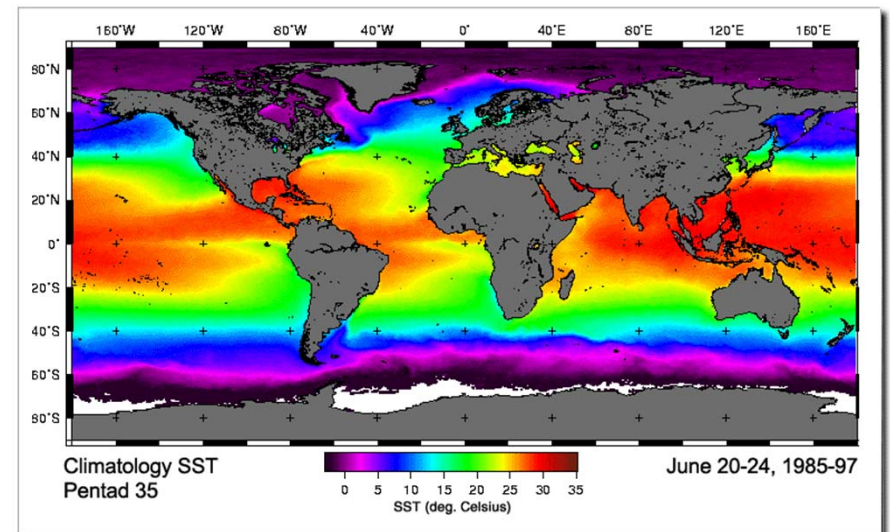 160°W 120°W 80°W 40°W 0° 40°E 80°E 120°E 160°E
80°N
60°N
40°N
20°N
0°
20°S
40°S
60°S
80°S
Climatology SST
Pentad 35
0 5 10 15 20 25 30 35
SST (deg. Celsius)
June 20-24, 1985-97